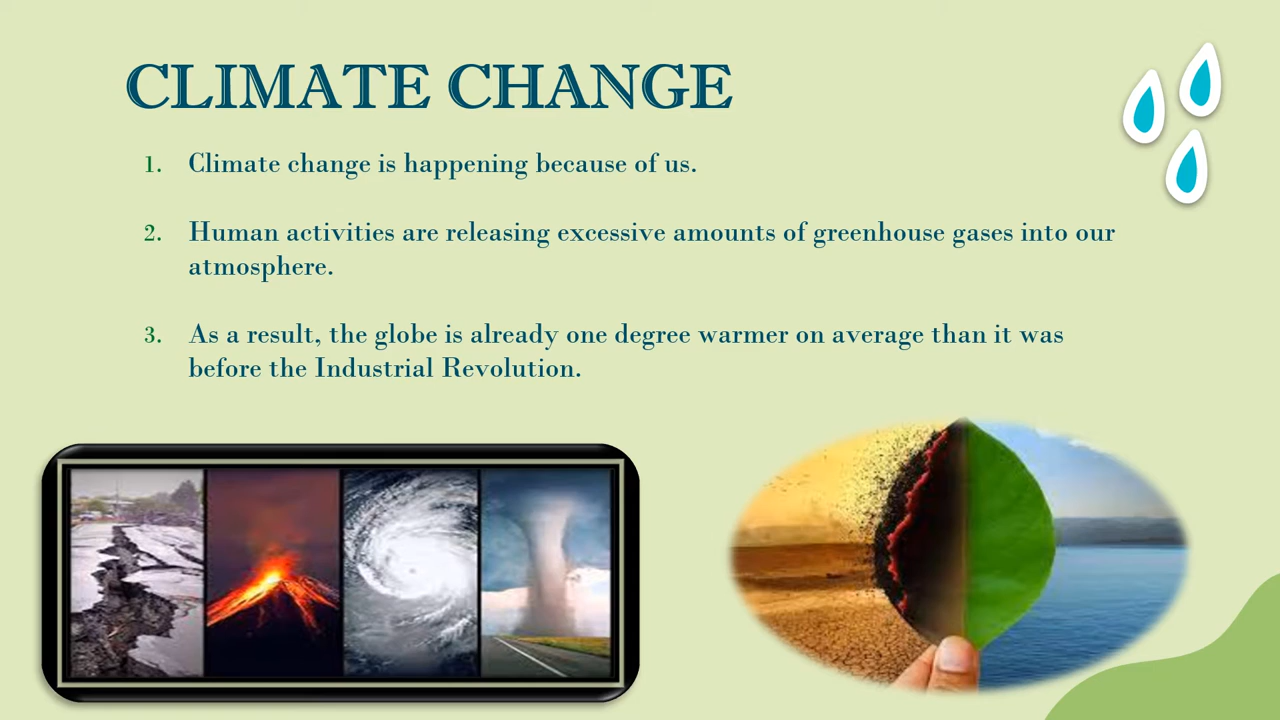 CLIMATE CHANGE
1. Climate change is happening because of us.
2. Human activities are releasing excessive amounts of greenhouse gases into our
atmosphere.
3. As a result, the globe is already one degree warmer on average than it was
before the Industrial Revolution.